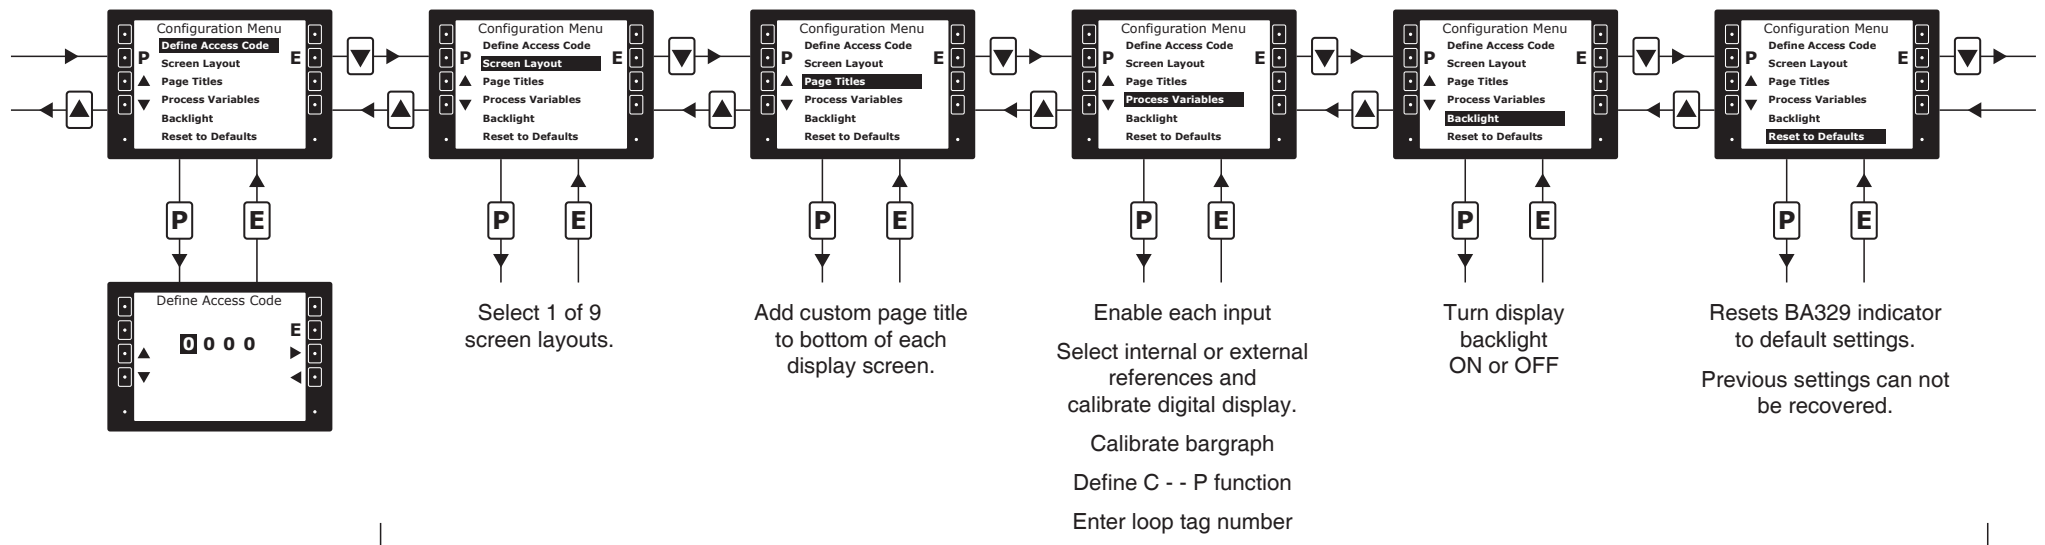 Configuration Menu
Define Access Code
P
E
Screen Layout
Page Titles
Process Variables
Backlight
Reset to Defaults
Configuration Menu
Define Access Code
P
E
Screen Layout
Page Titles
Process Variables
Backlight
Reset to Defaults
Configuration Menu
Define Access Code
P
E
Screen Layout
Page Titles
Process Variables
Backlight
Reset to Defaults
Configuration Menu
Define Access Code
P
E
Screen Layout
Page Titles
Process Variables
Backlight
Reset to Defaults
Configuration Menu
Define Access Code
P
E
Screen Layout
Page Titles
Process Variables
Backlight
Reset to Defaults
Configuration Menu
Define Access Code
P
E
Screen Layout
Page Titles
Process Variables
Backlight
Reset to Defaults
P E
P E
P E
P E
P E
P E
Define Access Code
E
0 0 0 0
Select 1 of 9
screen layouts.
Add custom page title
to bottom of each
display screen.
Enable each input
Select internal or external
references and
calibrate digital display.
Calibrate bargraph
Define C - - P function
Enter loop tag number
Turn display
backlight
ON or OFF
Resets BA329 indicator
to default settings.
Previous settings can not
be recovered.